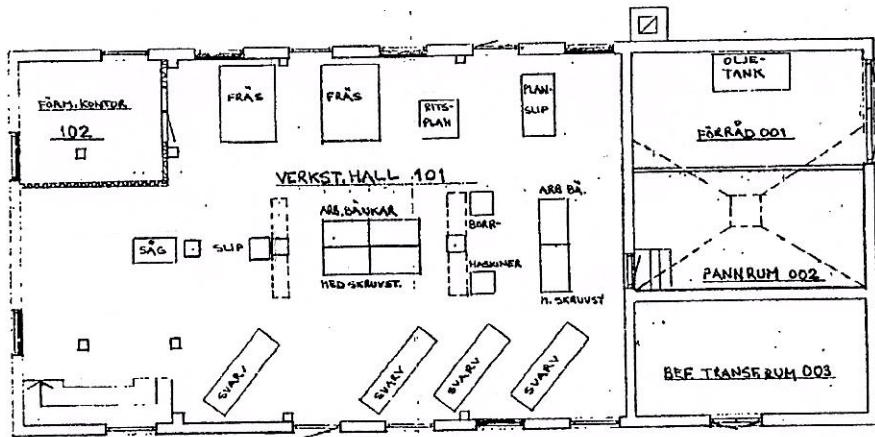 OLJE-
TANK
FÖRM. KONTOR
102
FRÄS
FRÄS
RITS-
PLAN
PLAN-
SLIP
FÖRRÅD 001
VERKST. HALL 101
ARB. BÄNKAR
ARB BÄ.
BORR-
SÅG
SLIP
MASKINER
MED SKRUVST.
M. SKRUVST
PANNRUM 002
SVARV
SVARV
SVARV
SVARV
BEF. TRANSF. RUM 003